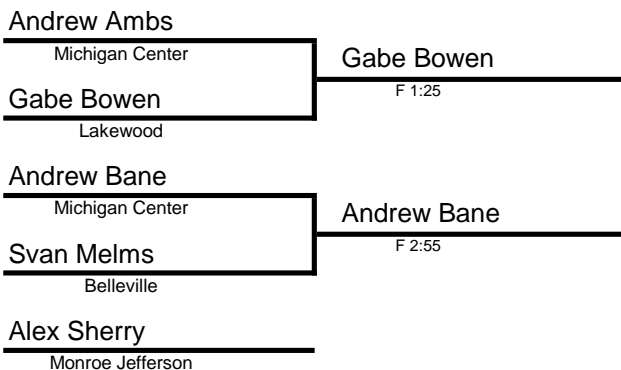 Andrew Ambs
Michigan Center
Gabe Bowen
F 1:25
Gabe Bowen
Lakewood
Andrew Bane
Michigan Center
Andrew Bane
F 2:55
Svan Melms
Belleville
Alex Sherry
Monroe Jefferson